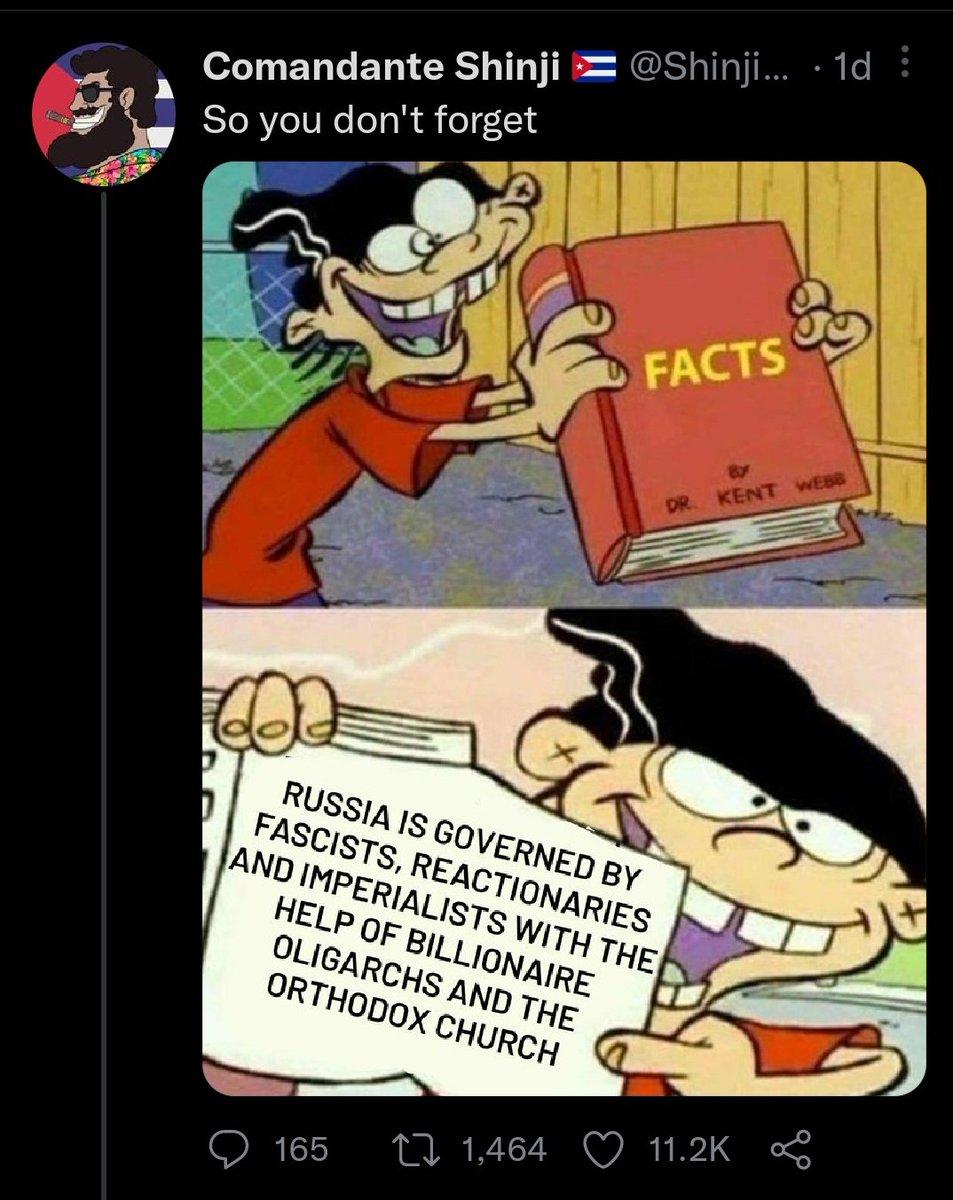 Comandante Shinji 🇨🇺 @Shinji... · 1d
So you don't forget
FACTS
BY
DR. KENT WEBB
RUSSIA IS GOVERNED BY
FASCISTS, REACTIONARIES
AND IMPERIALISTS WITH THE
HELP OF BILLIONAIRE
OLIGARCHS AND THE
ORTHODOX CHURCH
165 1,464 11.2K